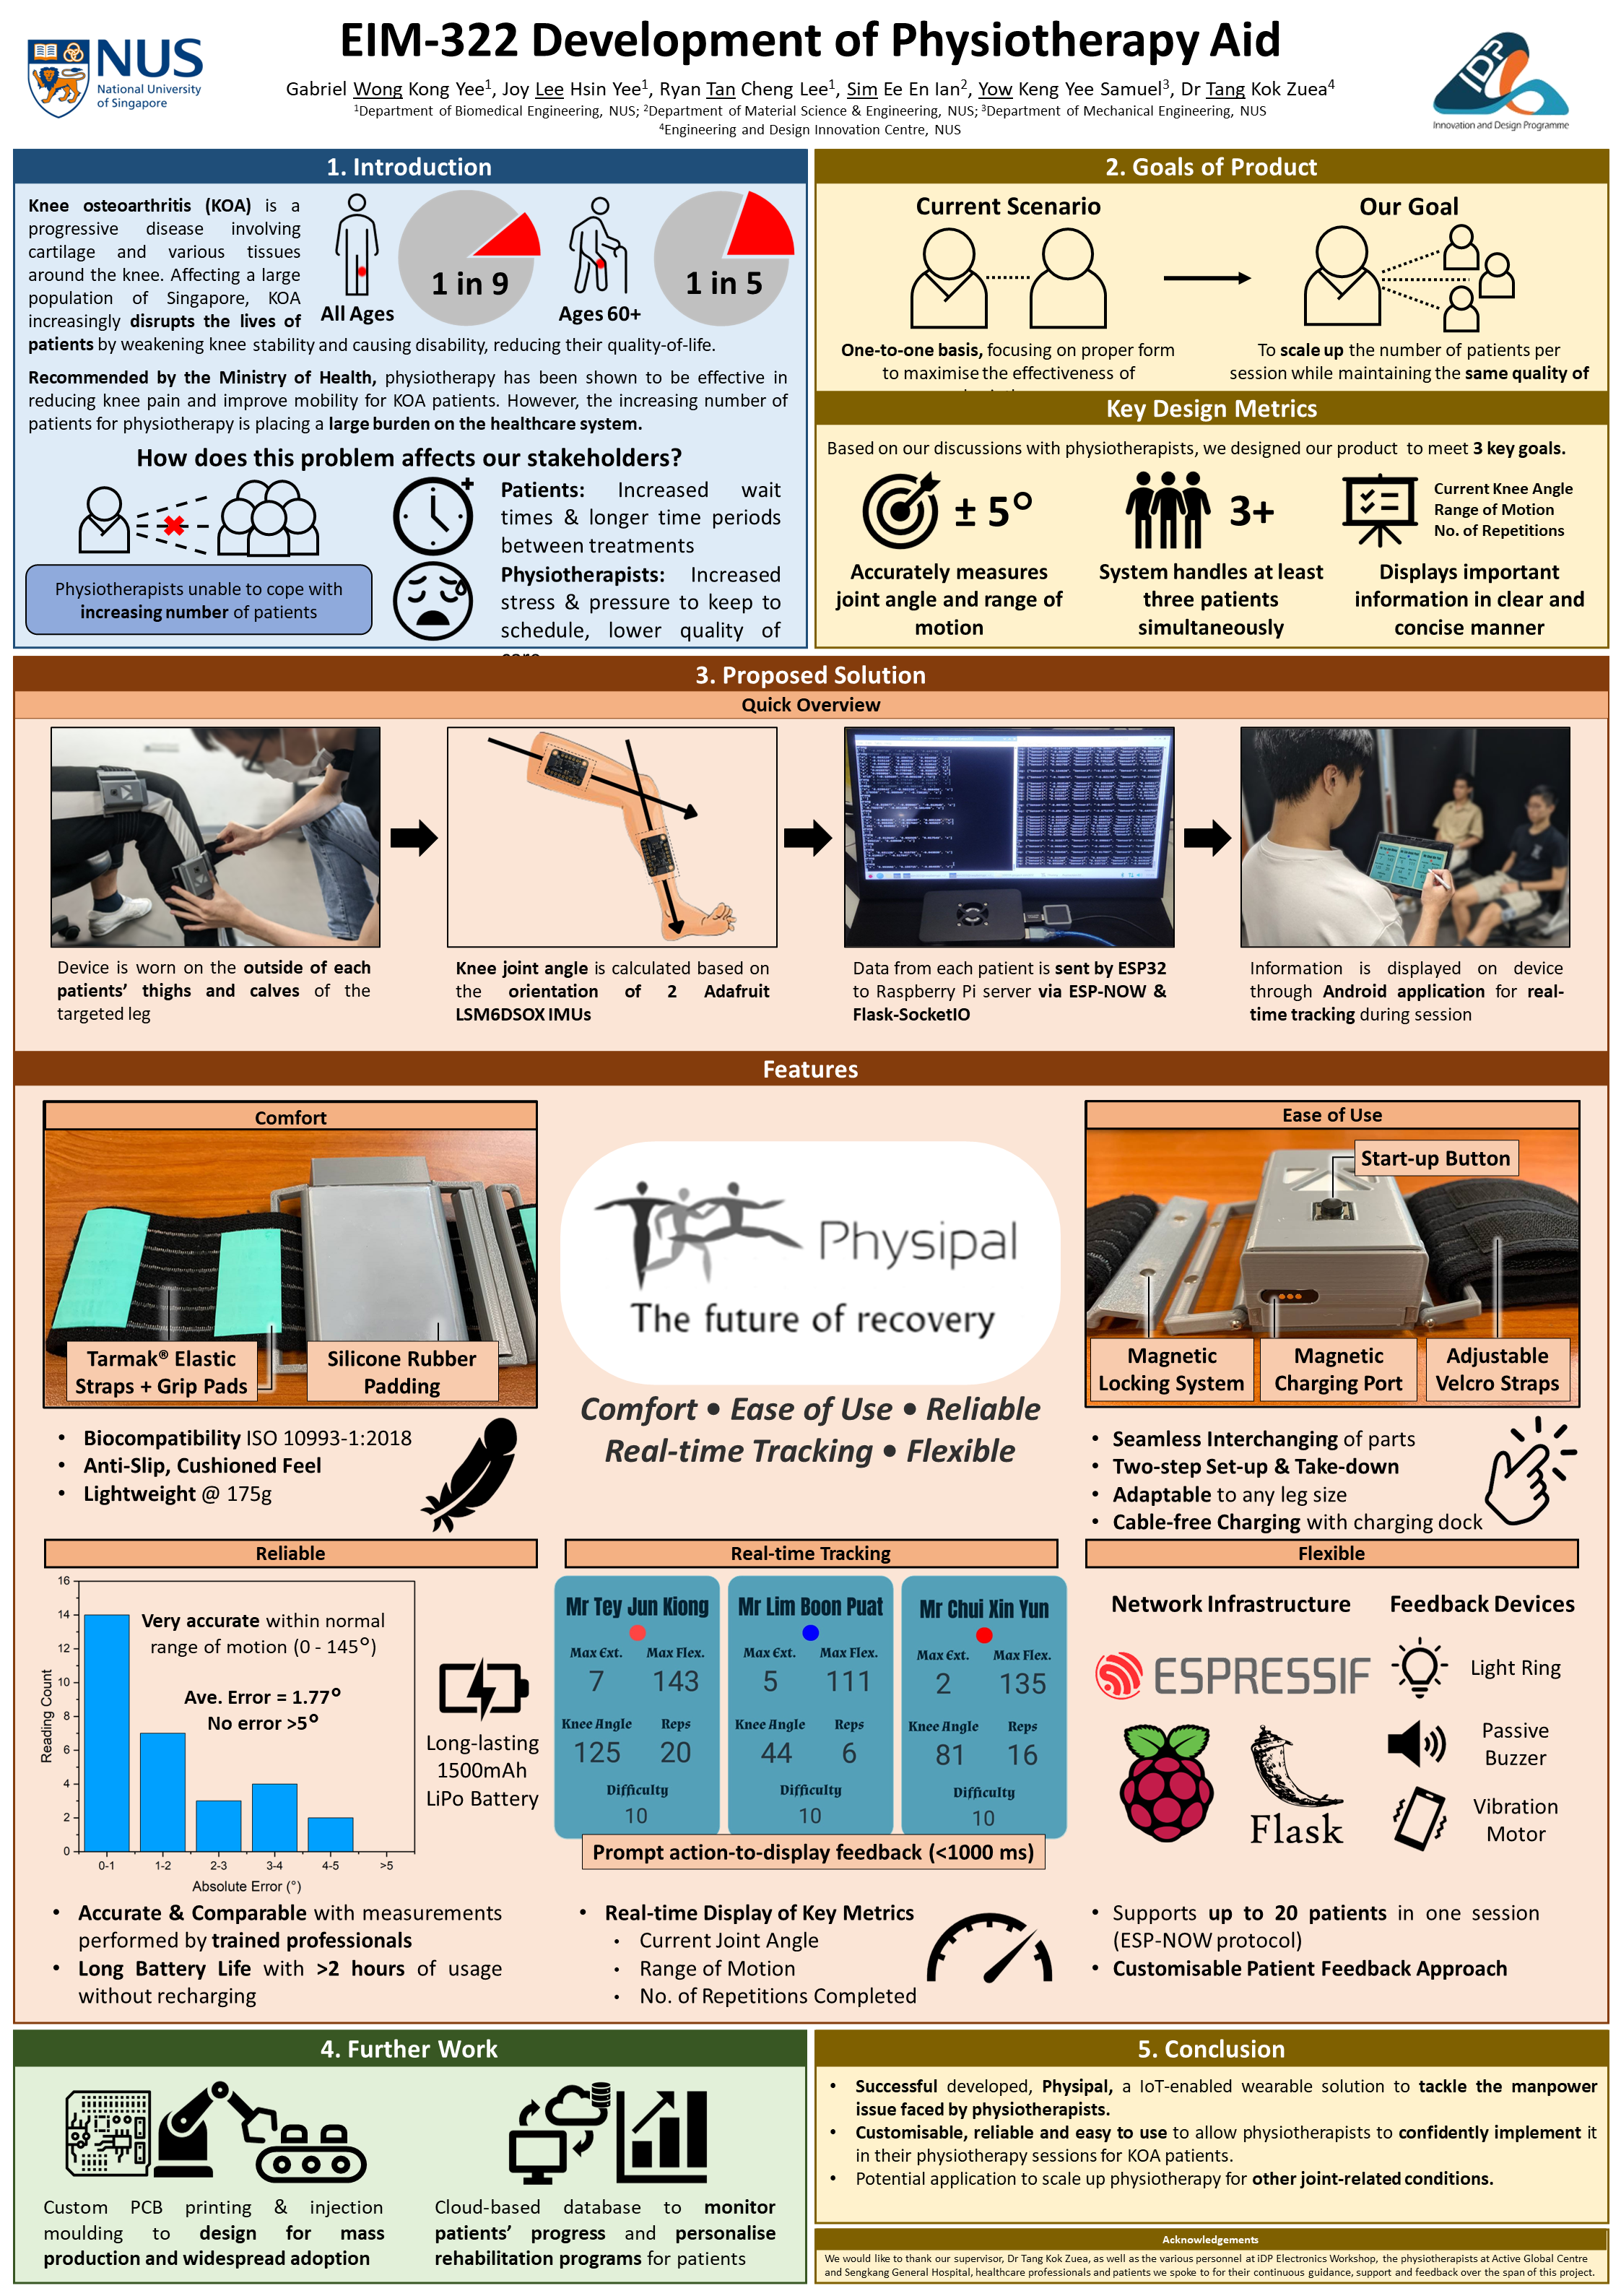 NUS
National University
of Singapore
EIM-322 Development of Physiotherapy Aid
Gabriel Wong Kong Yee1, Joy Lee Hsin Yee1, Ryan Tan Cheng Lee1, Sim Ee En Ian2, Yow Keng Yee Samuel3, Dr Tang Kok Zuea4
1Department of Biomedical Engineering, NUS; 2Department of Material Science & Engineering, NUS; 3Department of Mechanical Engineering, NUS
4Engineering and Design Innovation Centre, NUS
IDP
Innovation and Design Programme
1. Introduction
Knee osteoarthritis (KOA) is a
progressive disease involving
cartilage and various tissues
around the knee. Affecting a large
population of Singapore, KOA
increasingly disrupts the lives of
patients by weakening knee stability and causing disability, reducing their quality-of-life.
1 in 9
All Ages
1 in 5
Ages 60+
Recommended by the Ministry of Health, physiotherapy has been shown to be effective in
reducing knee pain and improve mobility for KOA patients. However, the increasing number of
patients for physiotherapy is placing a large burden on the healthcare system.
How does this problem affects our stakeholders?
Physiotherapists unable to cope with
increasing number of patients
Patients: Increased wait
times & longer time periods
between treatments
Physiotherapists: Increased
stress & pressure to keep to
schedule, lower quality of
2. Goals of Product
Current Scenario
Our Goal
One-to-one basis, focusing on proper form
to maximise the effectiveness of
To scale up the number of patients per
session while maintaining the same quality of
Key Design Metrics
Based on our discussions with physiotherapists, we designed our product to meet 3 key goals.
± 5°
Accurately measures
joint angle and range of
motion
3+
System handles at least
three patients
simultaneously
Current Knee Angle
Range of Motion
No. of Repetitions
Displays important
information in clear and
concise manner
3. Proposed Solution
Quick Overview
Device is worn on the outside of each
patients' thighs and calves of the
targeted leg
Knee joint angle is calculated based on
the orientation of 2 Adafruit
LSM6DSOX IMUs
Data from each patient is sent by ESP32
to Raspberry Pi server via ESP-NOW &
Flask-SocketIO
Information is displayed on device
through Android application for real-
time tracking during session
Features
Comfort
Tarmak® Elastic
Straps + Grip Pads
Silicone Rubber
Padding
• Biocompatibility ISO 10993-1:2018
• Anti-Slip, Cushioned Feel
• Lightweight @ 175g
Physipal
The future of recovery
Comfort • Ease of Use • Reliable
Real-time Tracking • Flexible
Ease of Use
Start-up Button
Magnetic
Locking System
Magnetic
Charging Port
Adjustable
Velcro Straps
• Seamless Interchanging of parts
• Two-step Set-up & Take-down
• Adaptable to any leg size
• Cable-free Charging with charging dock
Reliable
Reading Count
16
14
12
10
8
6
4
2
0
Very accurate within normal
range of motion (0 - 145°)
Ave. Error = 1.77°
No error >5°
0-1 1-2 2-3 3-4 4-5 >5
Absolute Error (°)
Long-lasting
1500mAh
LiPo Battery
• Accurate & Comparable with measurements
performed by trained professionals
• Long Battery Life with >2 hours of usage
without recharging
Real-time Tracking
Mr Tey Jun Kiong
Max Ext. Max Flex.
7 143
Knee Angle Reps
125 20
Difficulty
10
Mr Lim Boon Puat
Max Ext. Max Flex.
5 111
Knee Angle Reps
44 6
Difficulty
10
Mr Chui Xin Yun
Max Ext. Max Flex.
2 135
Knee Angle Reps
81 16
Difficulty
10
Prompt action-to-display feedback (<1000 ms)
• Real-time Display of Key Metrics
• Current Joint Angle
• Range of Motion
• No. of Repetitions Completed
Flexible
Network Infrastructure
ESPRESSIF
Flask
Feedback Devices
Light Ring
Passive
Buzzer
Vibration
Motor
• Supports up to 20 patients in one session
(ESP-NOW protocol)
• Customisable Patient Feedback Approach
4. Further Work
Custom PCB printing & injection
moulding to design for mass
production and widespread adoption
Cloud-based database to monitor
patients' progress and personalise
rehabilitation programs for patients
5. Conclusion
• Successful developed, Physipal, a IoT-enabled wearable solution to tackle the manpower
issue faced by physiotherapists.
• Customisable, reliable and easy to use to allow physiotherapists to confidently implement it
in their physiotherapy sessions for KOA patients.
• Potential application to scale up physiotherapy for other joint-related conditions.
Acknowledgements
We would like to thank our supervisor, Dr Tang Kok Zuea, as well as the various personnel at iDP Electronics Workshop, the physiotherapists at Active Global Centre
and Sengkang General Hospital, healthcare professionals and patients we spoke to for their continuous guidance, support and feedback over the span of this project.